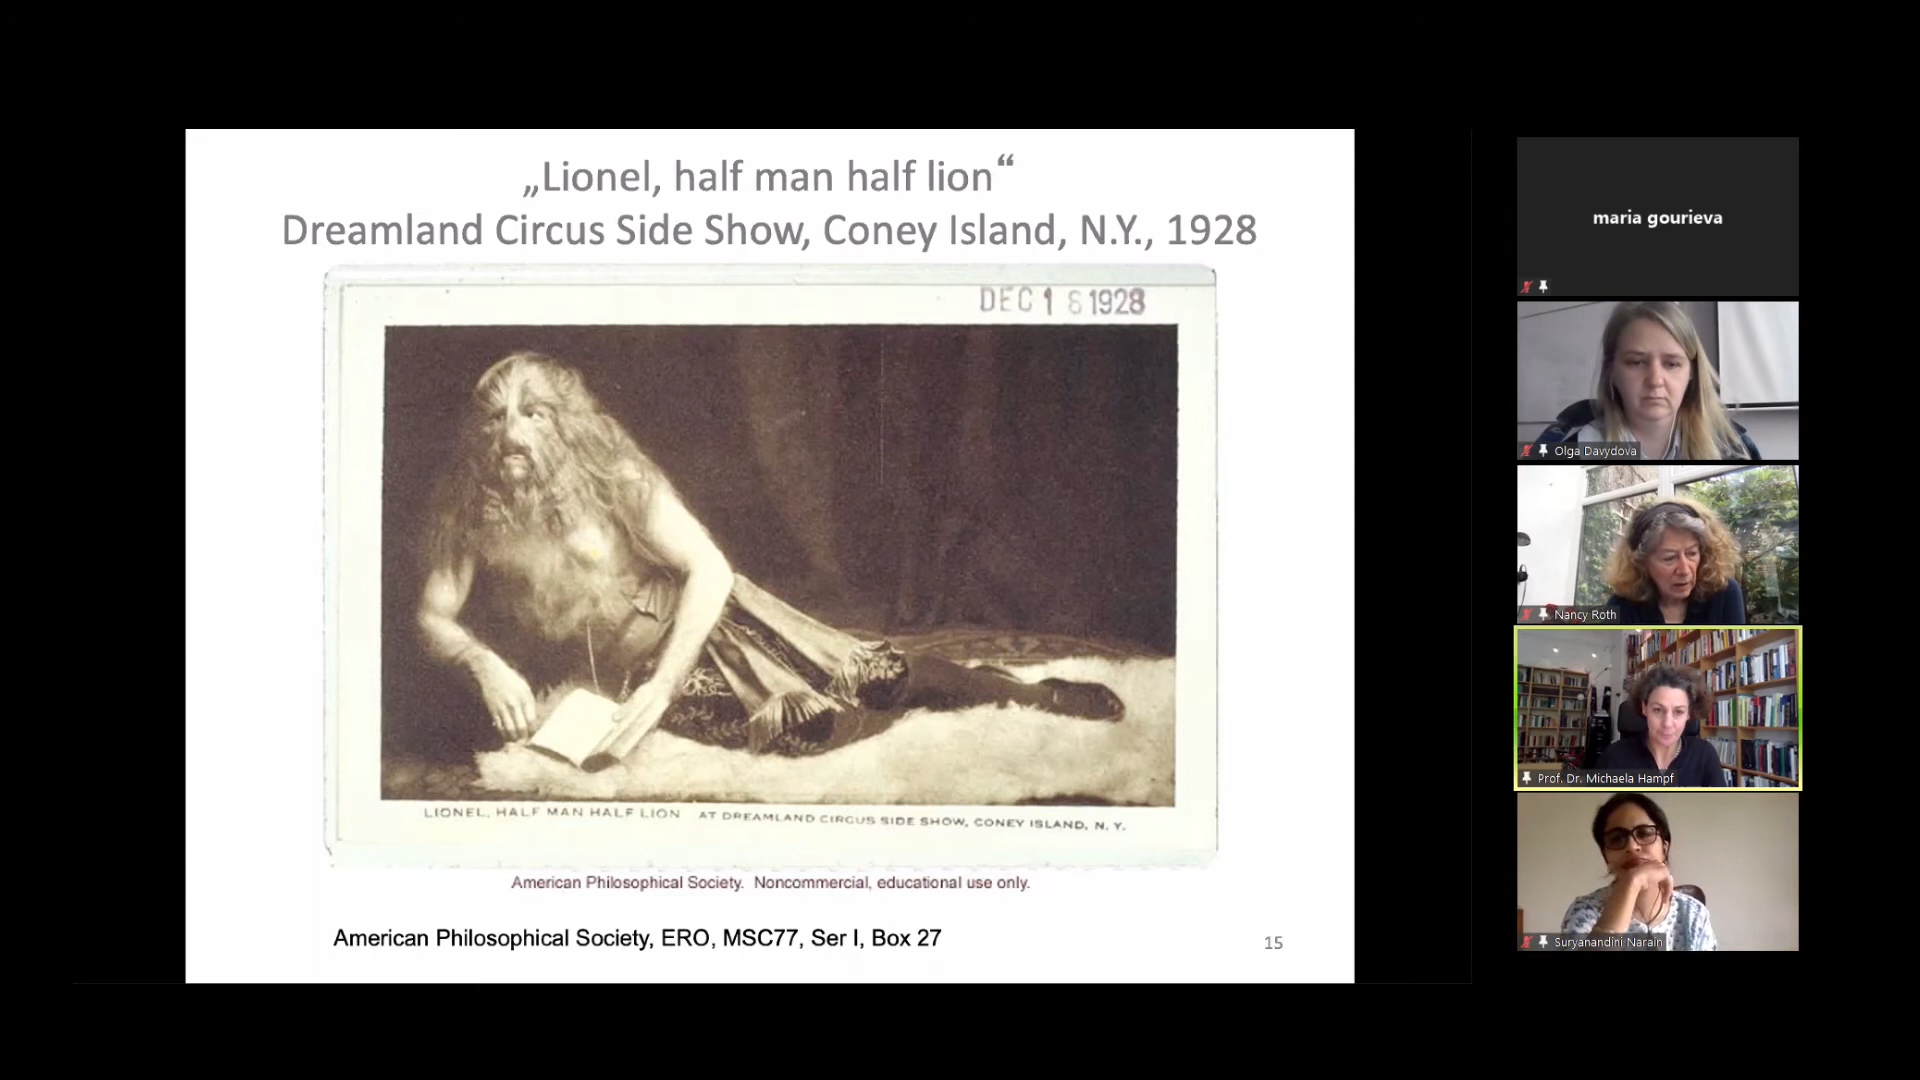 „Lionel, half man half lion“
Dreamland Circus Side Show, Coney Island, N.Y., 1928
DEC 1 8 1928
LIONEL, HALF MAN HALF LION AT DREAMLAND CIRCUS SIDE SHOW, CONEY ISLAND, N. Y.
American Philosophical Society. Noncommercial, educational use only.
American Philosophical Society, ERO, MSC77, Ser I, Box 27
15
maria gourieva
Olga Davydova
Nancy Roth
Prof. Dr. Michaela Hampf
Suryanandini Narain